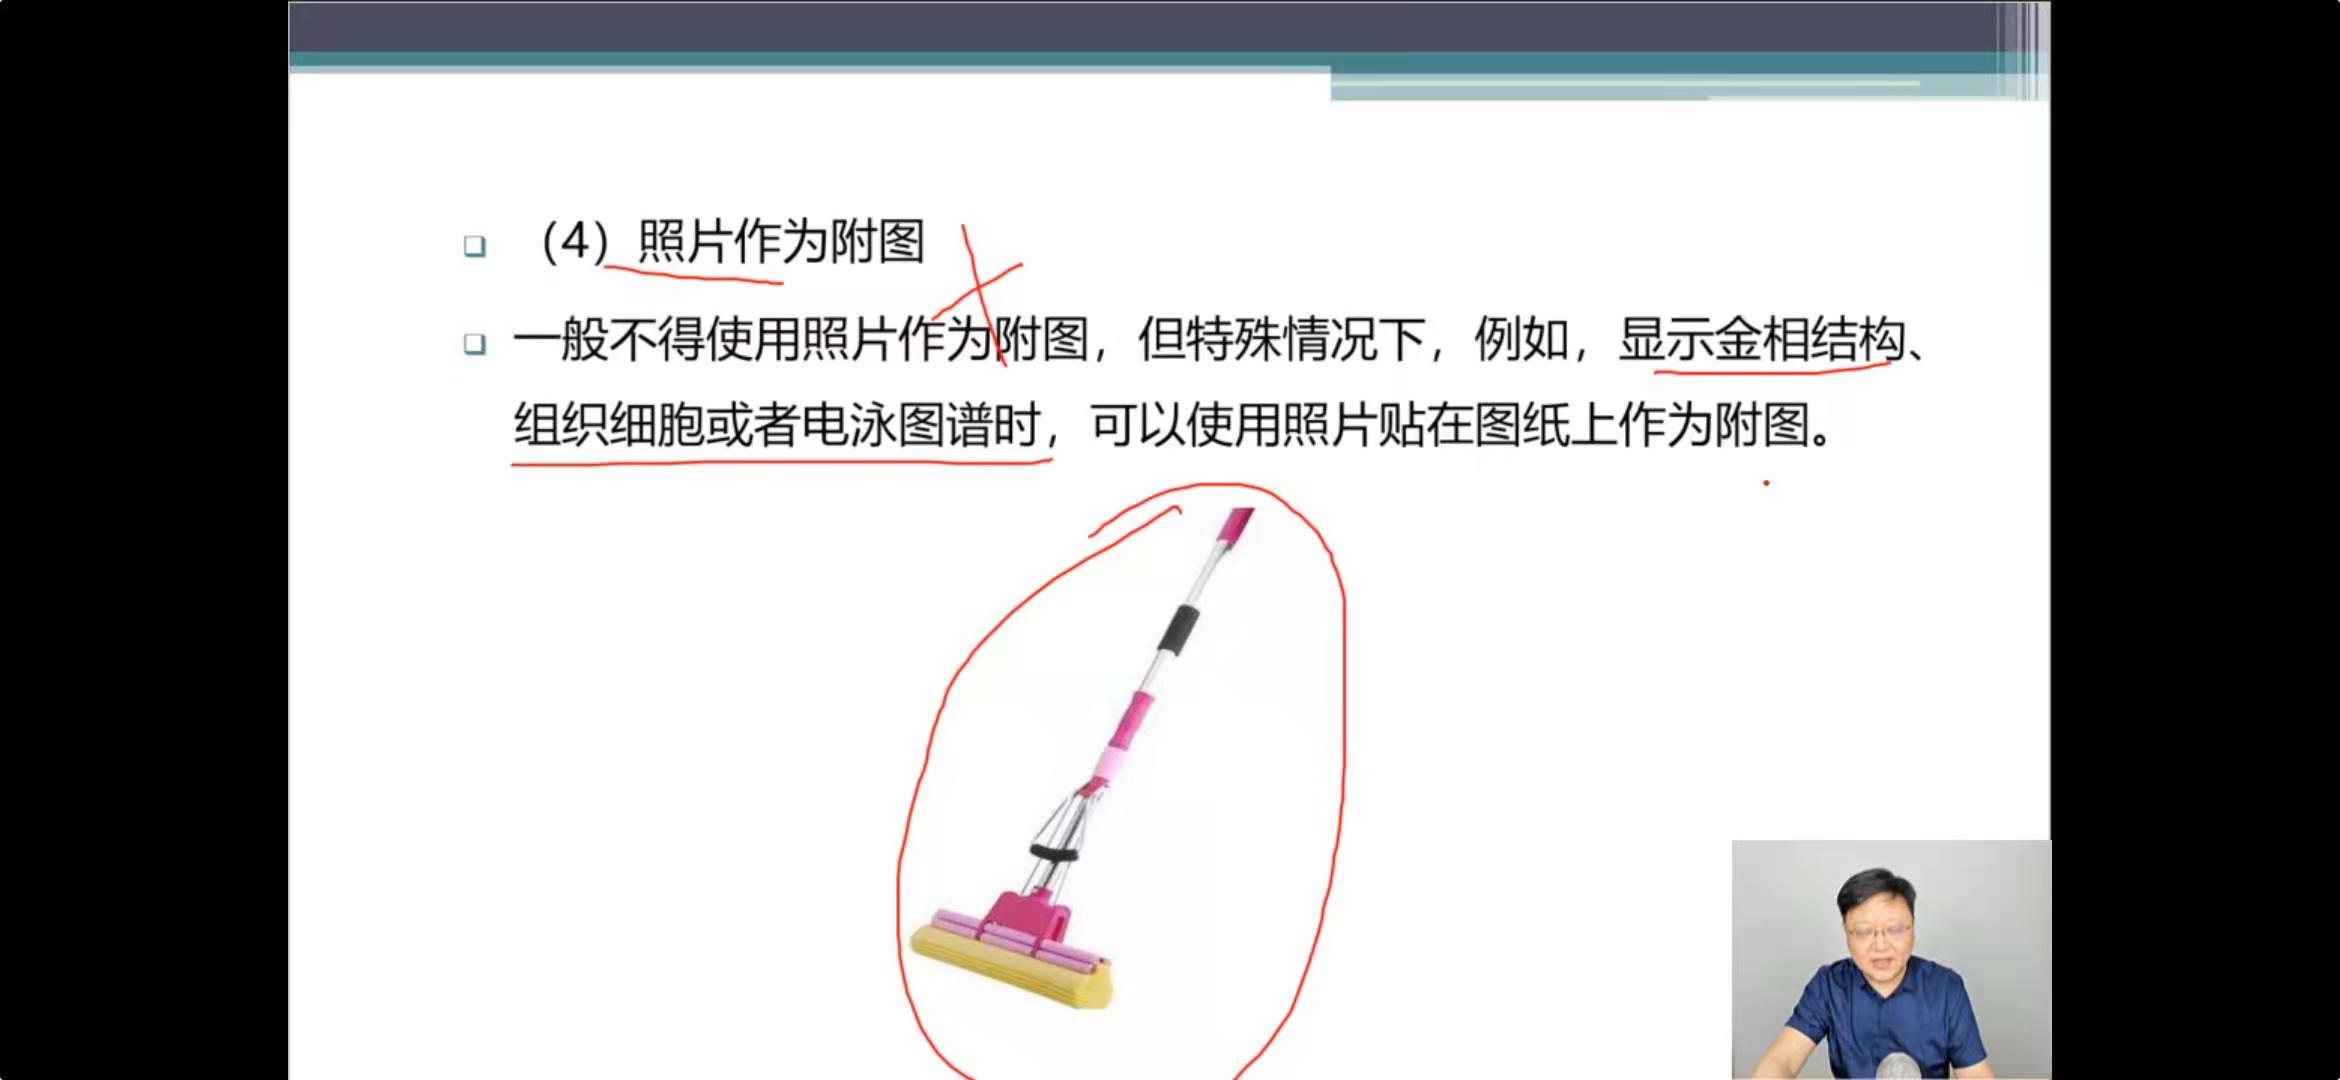 （4）照片作为附图
一般不得使用照片作为附图，但特殊情况下，例如，显示金相结构、
组织细胞或者电泳图谱时，可以使用照片贴在图纸上作为附图。